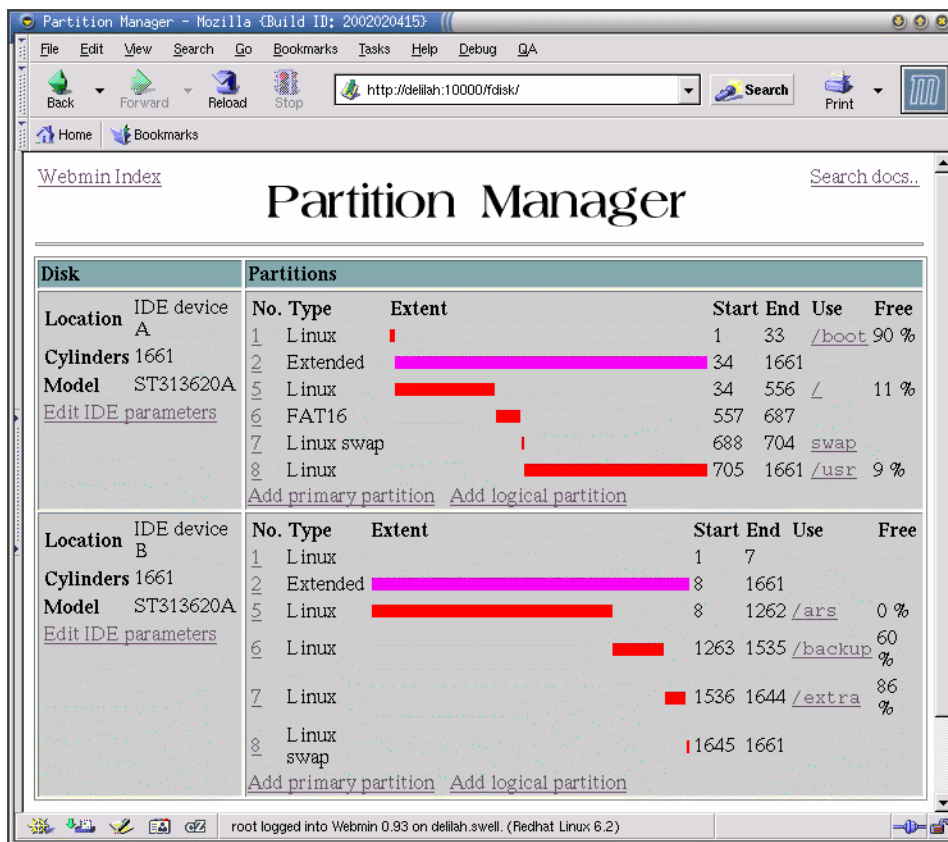 Partition Manager - Mozilla {Build ID: 2002020415}
File Edit View Search Go Bookmarks Tasks Help Debug QA
Back Forward Reload Stop http://delilah:10000/fdisk/ Search Print
Home Bookmarks
Webmin Index Search docs..
Partition Manager
Disk Partitions
Location IDE device A
Cylinders 1661
Model ST313620A
Edit IDE parameters
No. Type Extent Start End Use Free
1 Linux 1 33 /boot 90 %
2 Extended 34 1661
5 Linux 34 556 / 11 %
6 FAT16 557 687
7 Linux swap 688 704 swap
8 Linux 705 1661 /usr 9 %
Add primary partition Add logical partition
Location IDE device B
Cylinders 1661
Model ST313620A
Edit IDE parameters
No. Type Extent Start End Use Free
1 Linux 1 7
2 Extended 8 1661
5 Linux 8 1262 /ars 0 %
6 Linux 1263 1535 /backup 60 %
7 Linux 1536 1644 /extra 86 %
8 Linux swap 1645 1661
Add primary partition Add logical partition
root logged into Webmin 0.93 on delilah.swell. (Redhat Linux 6.2)